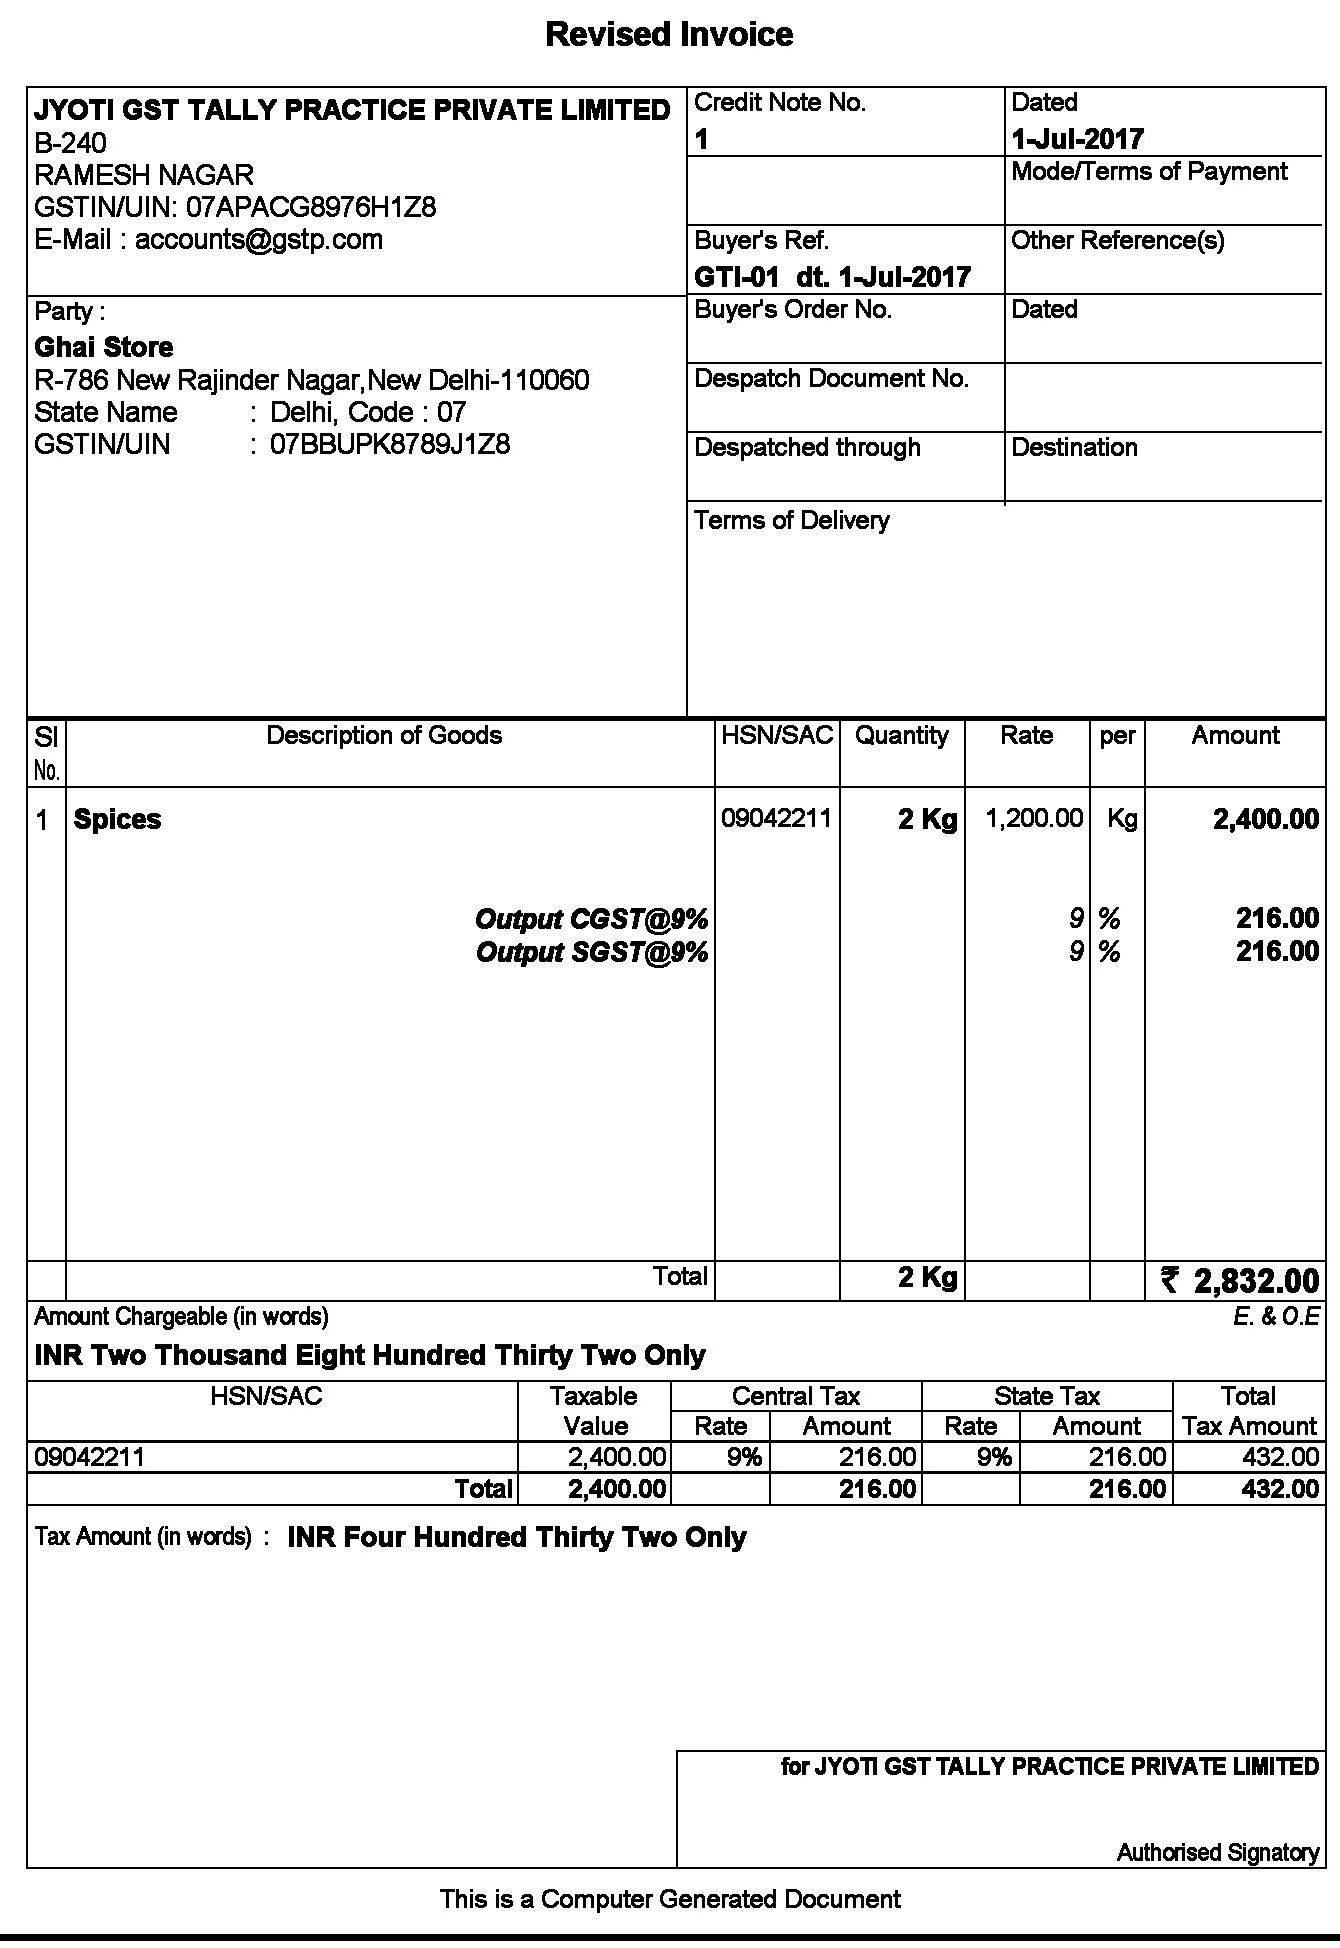 Revised Invoice
JYOTI GST TALLY PRACTICE PRIVATE LIMITED
B-240
RAMESH NAGAR
GSTIN/UIN: 07APACG8976H1Z8
E-Mail : accounts@gstp.com
Credit Note No.
1
Dated
1-Jul-2017
Mode/Terms of Payment
Buyer's Ref.
GTI-01 dt. 1-Jul-2017
Other Reference(s)
Party :
Ghai Store
R-786 New Rajinder Nagar,New Delhi-110060
State Name : Delhi, Code : 07
GSTIN/UIN : 07BBUPK8789J1Z8
Buyer's Order No.
Dated
Despatch Document No.
Despatched through
Destination
Terms of Delivery
Sl No. Description of Goods HSN/SAC Quantity Rate per Amount
1 Spices 09042211 2 Kg 1,200.00 Kg 2,400.00
Output CGST@9% 9 % 216.00
Output SGST@9% 9 % 216.00
Total 2 Kg ₹ 2,832.00
Amount Chargeable (in words) E. & O.E
INR Two Thousand Eight Hundred Thirty Two Only
HSN/SAC Taxable Central Tax State Tax Total
Value Rate Amount Rate Amount Tax Amount
09042211 2,400.00 9% 216.00 9% 216.00 432.00
Total 2,400.00 216.00 216.00 432.00
Tax Amount (in words) : INR Four Hundred Thirty Two Only
for JYOTI GST TALLY PRACTICE PRIVATE LIMITED
Authorised Signatory
This is a Computer Generated Document